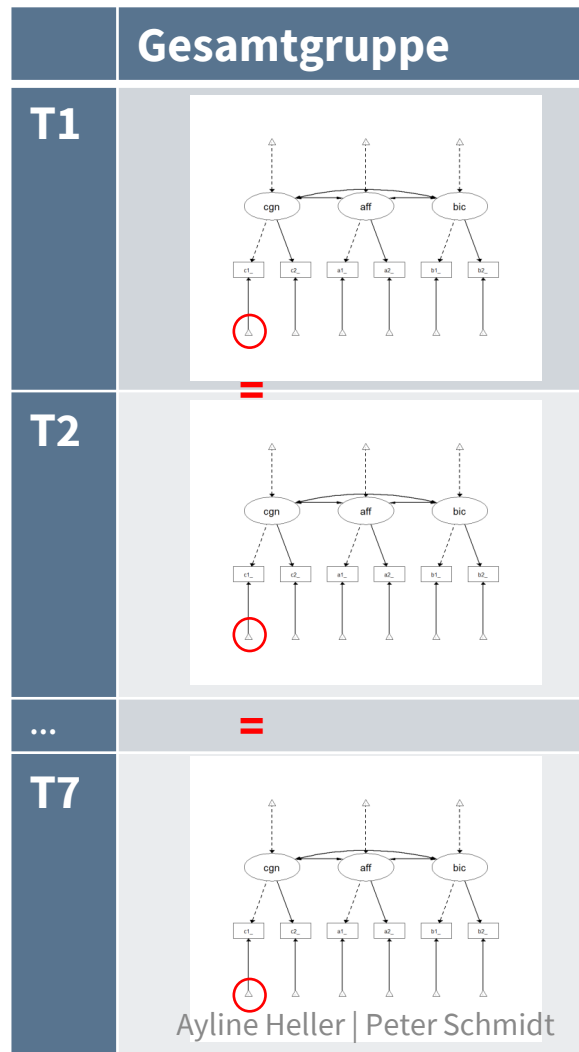 Gesamtgruppe
T1
cgn aff bic
c1_ c2_ a1_ a2_ b1_ b2_
=
T2
cgn aff bic
c1_ c2_ a1_ a2_ b1_ b2_
... =
T7
cgn aff bic
c1_ c2_ a1_ a2_ b1_ b2_
Ayline Heller | Peter Schmidt